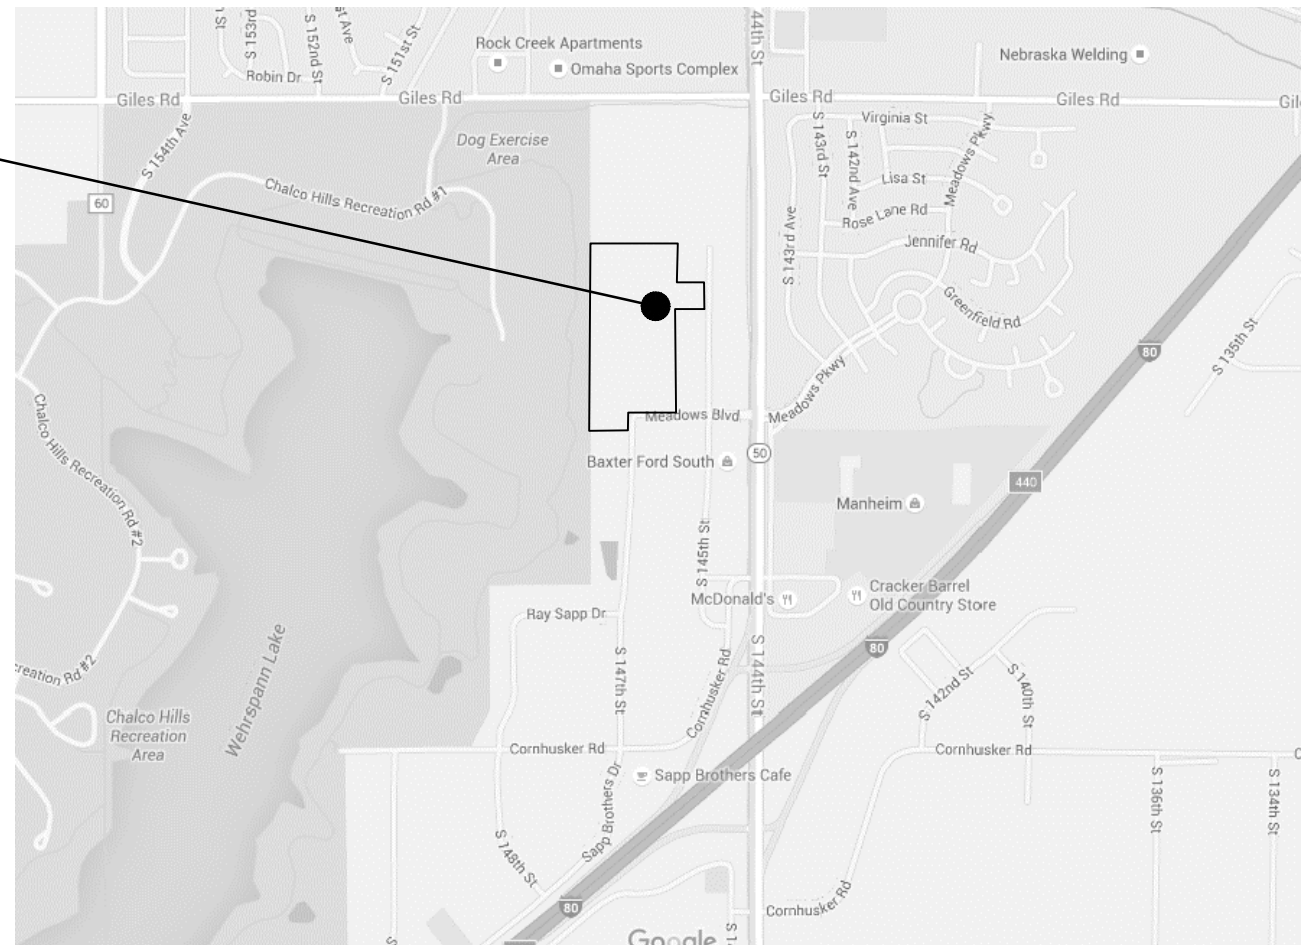 S 153rd
S 152nd St
S 151st St
44th St
Rock Creek Apartments
Omaha Sports Complex
Nebraska Welding
Robin Dr
Giles Rd
Giles Rd
Giles Rd
Giles Rd
S 154th Ave
Dog Exercise
Area
S 143rd St
S 142nd Ave
Virginia St
Meadows Pkwy
Lisa St
60
Chalco Hills Recreation Rd #1
Rose Lane Rd
S 143rd Ave
Jennifer Rd
Greenfield Rd
80
S 135th St
Meadows Pkwy
Chalco Hills Recreation Rd #2
Meadows Blvd
50
Baxter Ford South
440
Manheim
S 145th St
McDonald's
Cracker Barrel
Old Country Store
Ray Sapp Dr
80
Wehrspann Lake
S 147th St
Cornhusker Rd
S 144th St
S 142nd St
S 140th St
creation Rd #2
Chalco Hills
Recreation
Area
Cornhusker Rd
Cornhusker Rd
C
Sapp Brothers Cafe
Sapp Brothers Dr
S 136th St
S 134th St
S 148th St
80
Cornhusker Rd
S
S 1
Google